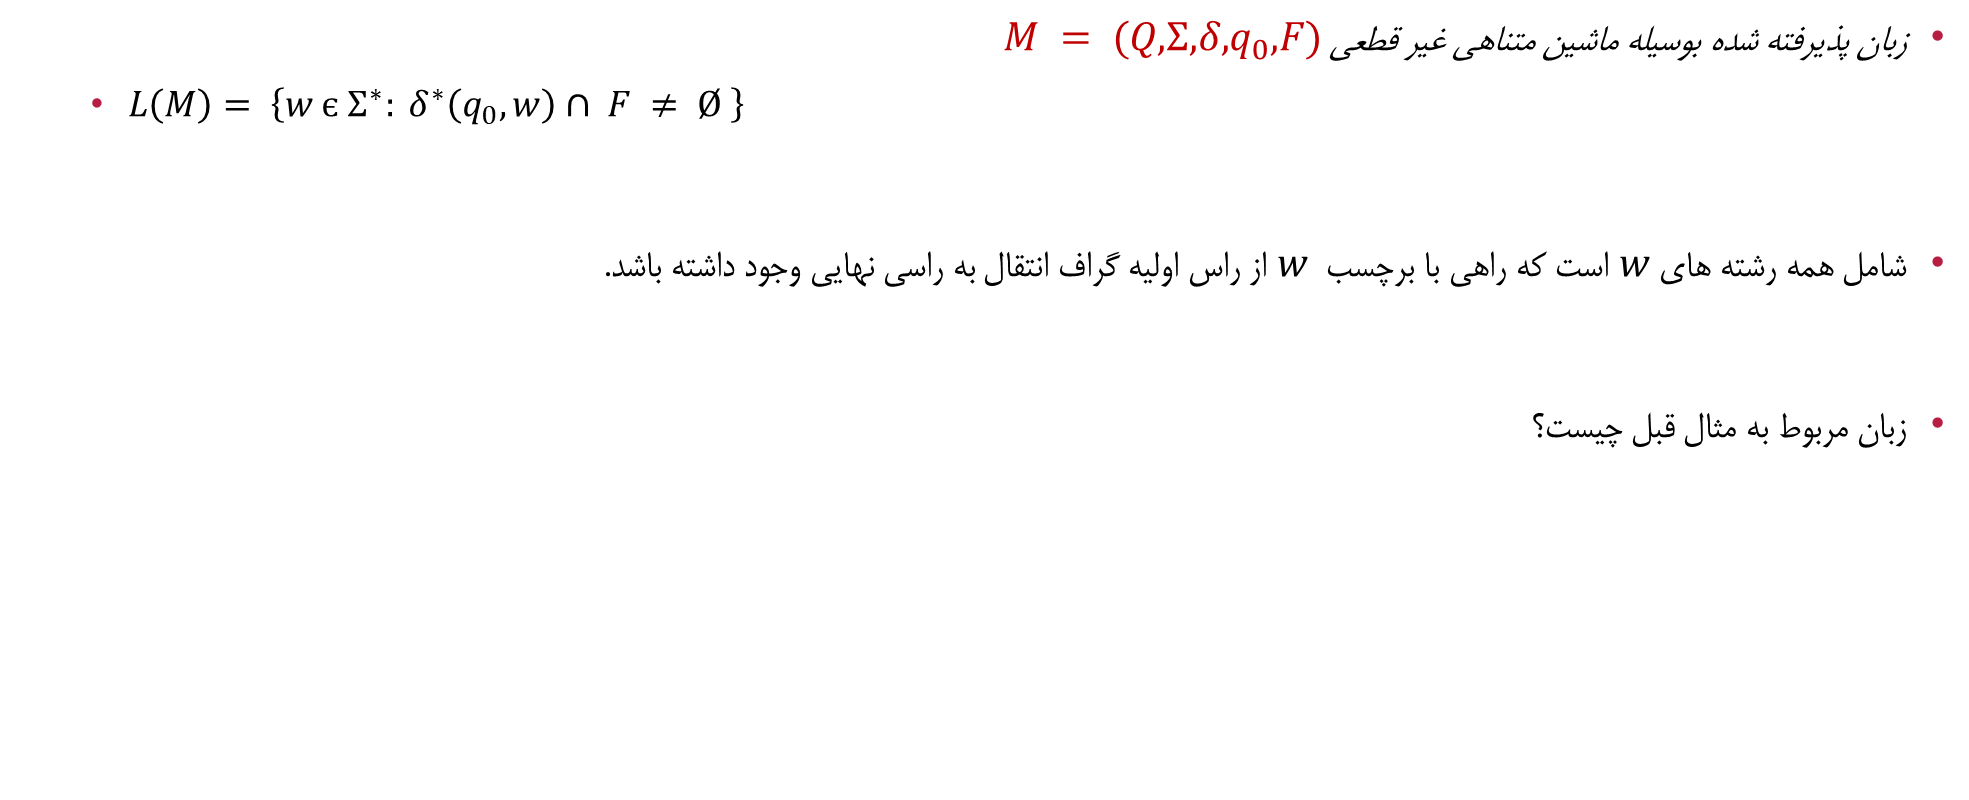 • زبان پذیرفته شده بوسیله ماشین متناهی غیر قطعی M = (Q,Σ,δ,q₀,F)
• L(M) = {w ϵ Σ*: δ*(q₀,w) ∩ F ≠ Ø }
• شامل همه رشته های w است که راهی با برچسب w از راس اولیه گراف انتقال به راسی نهایی وجود داشته باشد.
• زبان مربوط به مثال قبل چیست؟